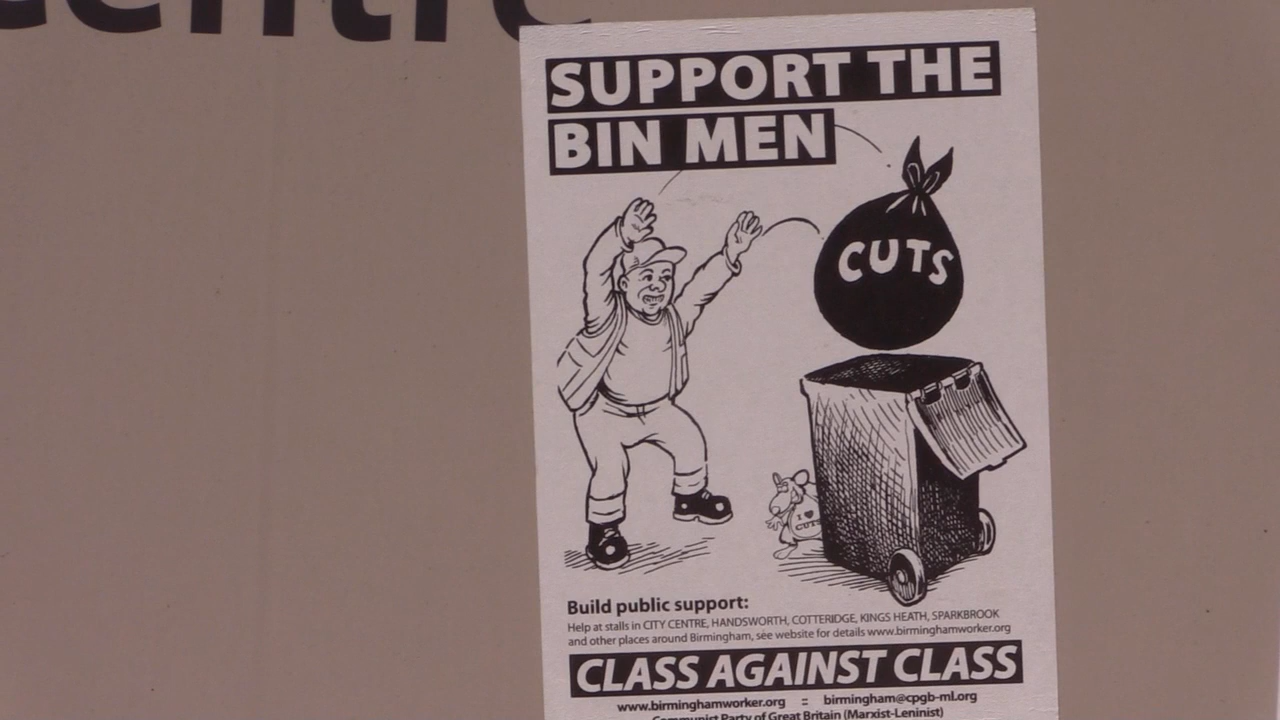 centre
SUPPORT THE
BIN MEN
CUTS
I ♥
CUTS
Build public support:
Help at stalls in CITY CENTRE, HANDSWORTH, COTTERIDGE, KINGS HEATH, SPARKBROOK
and other places around Birmingham, see website for details www.birminghamworker.org
CLASS AGAINST CLASS
www.birminghamworker.org :: birmingham@cpgb-ml.org
Communist Party of Great Britain (Marxist-Leninist)